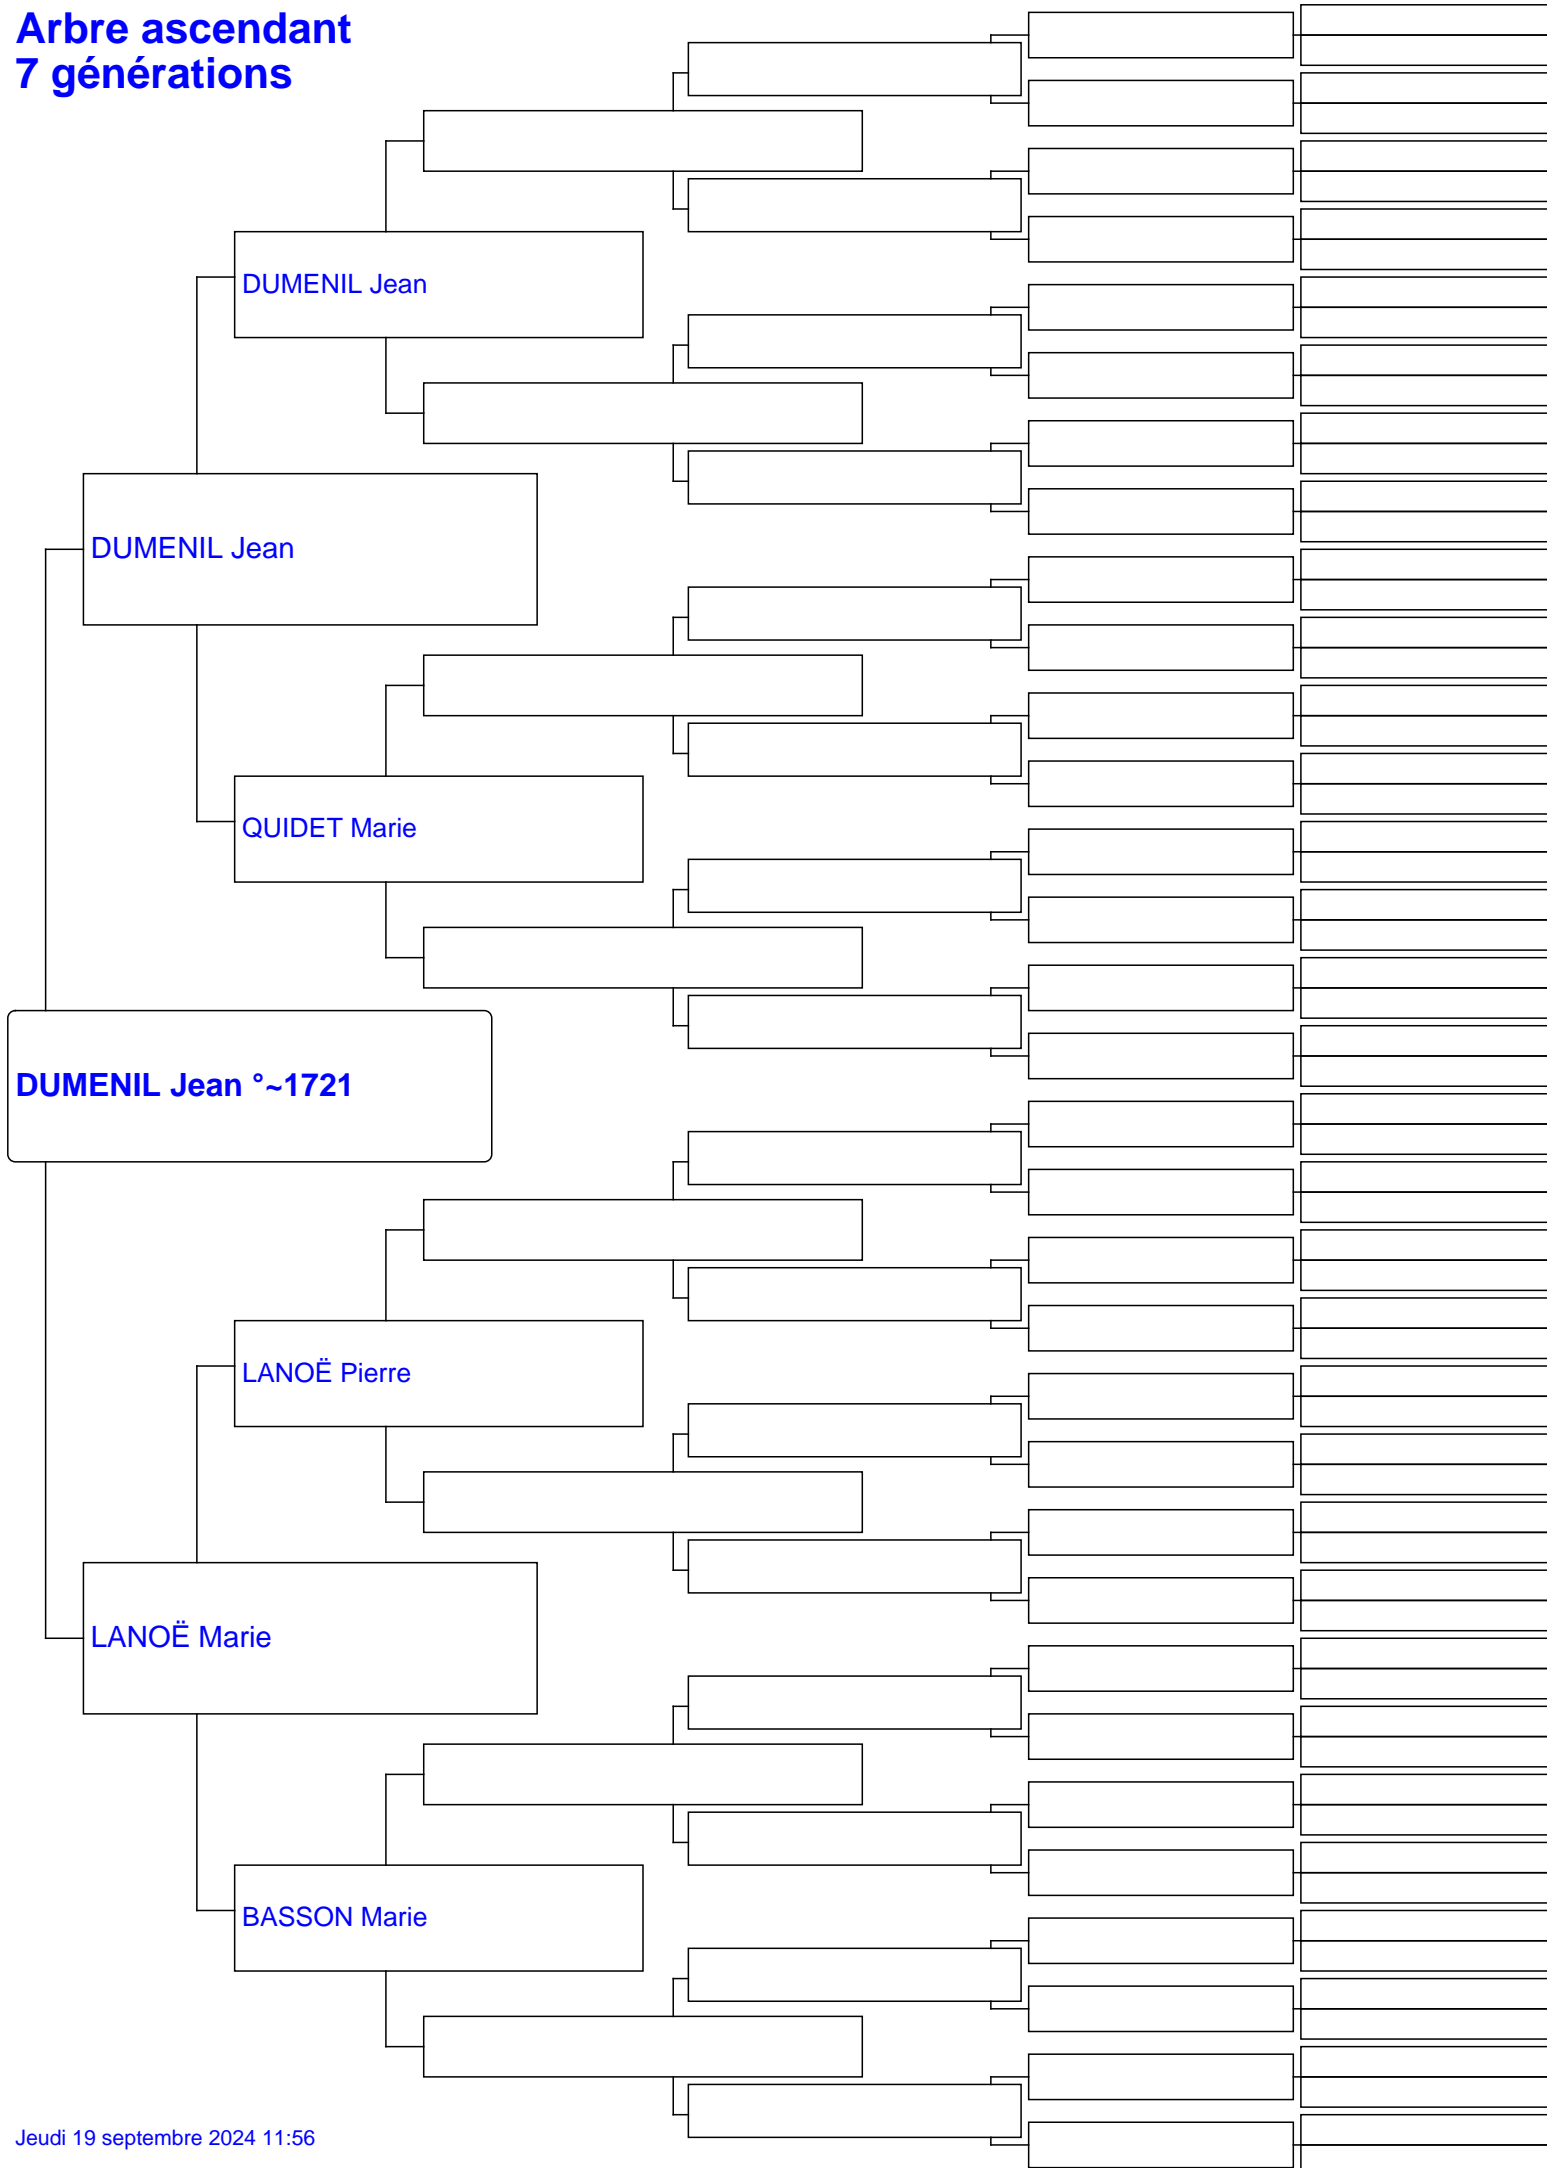 Arbre ascendant
7 générations
DUMENIL Jean
DUMENIL Jean
QUIDET Marie
DUMENIL Jean °~1721
LANOË Pierre
LANOË Marie
BASSON Marie
Jeudi 19 septembre 2024 11:56